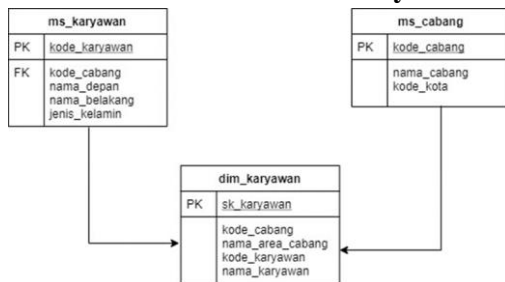 ms_karyawan
PK kode_karyawan
FK kode_cabang
nama_depan
nama_belakang
jenis_kelamin
ms_cabang
PK kode_cabang
nama_cabang
kode_kota
dim_karyawan
PK sk_karyawan
kode_cabang
nama_area_cabang
kode_karyawan
nama_karyawan